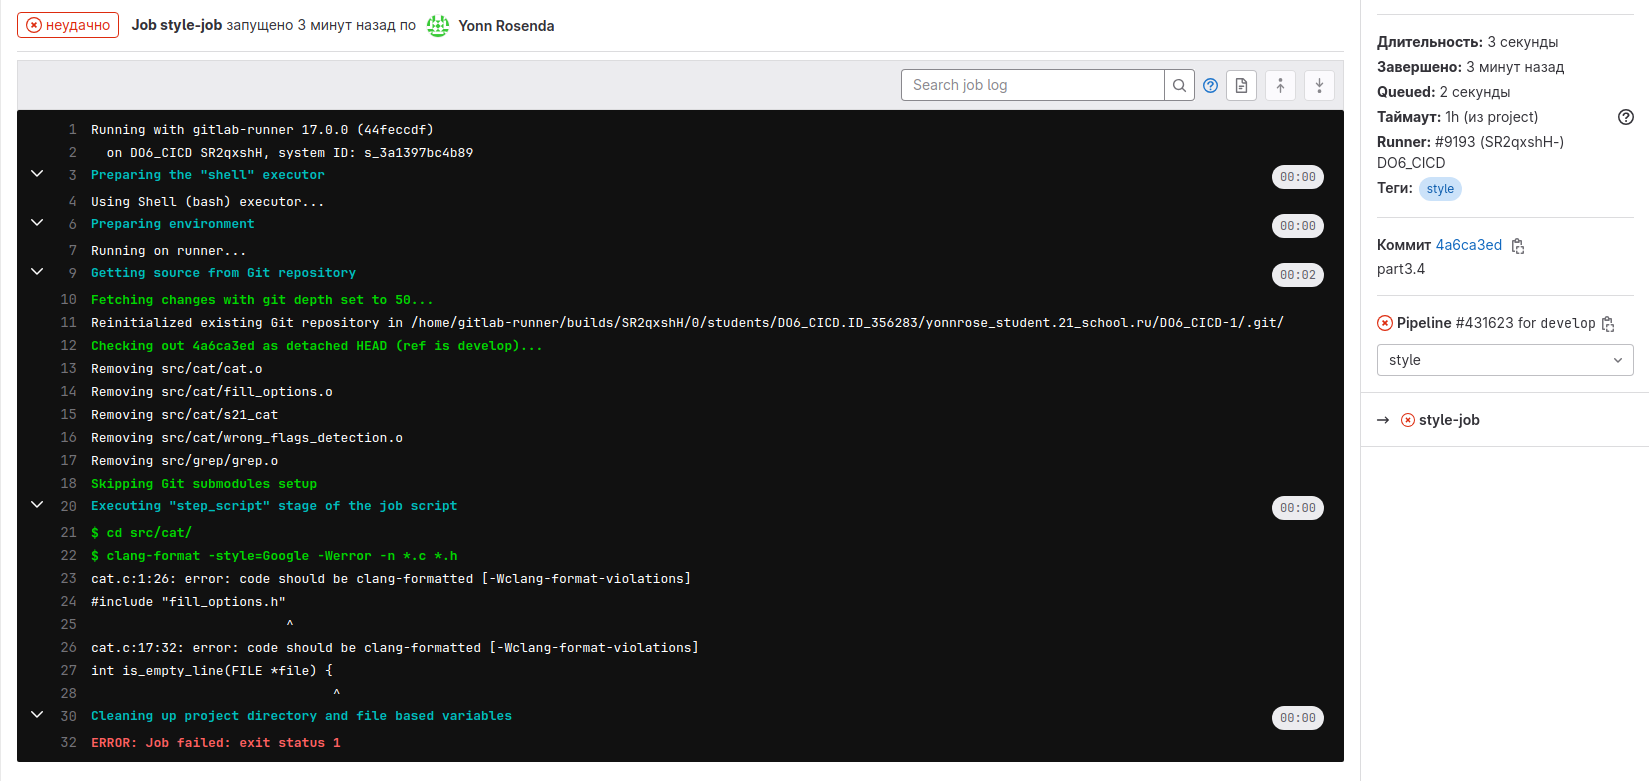 неудачно Job style-job запущено 3 минут назад по Yonn Rosenda
Search job log
1 Running with gitlab-runner 17.0.0 (44feccdf)
2 on DO6_CICD SR2qxshH, system ID: s_3a1397bc4b89
3 Preparing the "shell" executor 00:00
4 Using Shell (bash) executor...
6 Preparing environment 00:00
7 Running on runner...
9 Getting source from Git repository 00:02
10 Fetching changes with git depth set to 50...
11 Reinitialized existing Git repository in /home/gitlab-runner/builds/SR2qxshH/0/students/DO6_CICD.ID_356283/yonnrose_student.21_school.ru/DO6_CICD-1/.git/
12 Checking out 4a6ca3ed as detached HEAD (ref is develop)...
13 Removing src/cat/cat.o
14 Removing src/cat/fill_options.o
15 Removing src/cat/s21_cat
16 Removing src/cat/wrong_flags_detection.o
17 Removing src/grep/grep.o
18 Skipping Git submodules setup
20 Executing "step_script" stage of the job script 00:00
21 $ cd src/cat/
22 $ clang-format -style=Google -Werror -n *.c *.h
23 cat.c:1:26: error: code should be clang-formatted [-Wclang-format-violations]
24 #include "fill_options.h"
25 ^
26 cat.c:17:32: error: code should be clang-formatted [-Wclang-format-violations]
27 int is_empty_line(FILE *file) {
28 ^
30 Cleaning up project directory and file based variables 00:00
32 ERROR: Job failed: exit status 1
Длительность: 3 секунды
Завершено: 3 минут назад
Queued: 2 секунды
Таймаут: 1h (из project)
Runner: #9193 (SR2qxshH-)
DO6_CICD
Теги: style
Коммит 4a6ca3ed
part3.4
Pipeline #431623 for develop
style
→ style-job